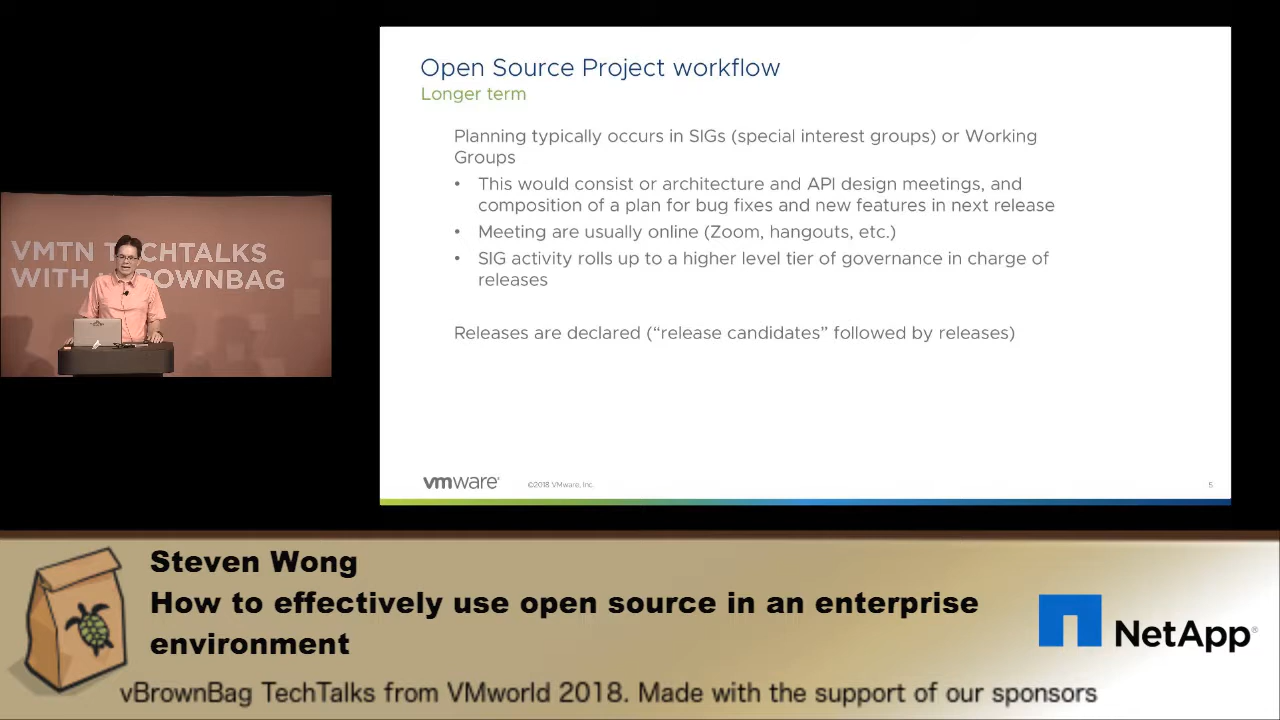 Open Source Project workflow
Longer term
Planning typically occurs in SIGs (special interest groups) or Working
Groups
• This would consist or architecture and API design meetings, and
composition of a plan for bug fixes and new features in next release
• Meeting are usually online (Zoom, hangouts, etc.)
• SIG activity rolls up to a higher level tier of governance in charge of
releases
Releases are declared (“release candidates” followed by releases)
vmware®
©2018 VMware, Inc.
5
VMTN TECHTALKS
WITH BROWNBAG
Steven Wong
How to effectively use open source in an enterprise
environment
NetApp®
vBrownBag TechTalks from VMworld 2018. Made with the support of our sponsors